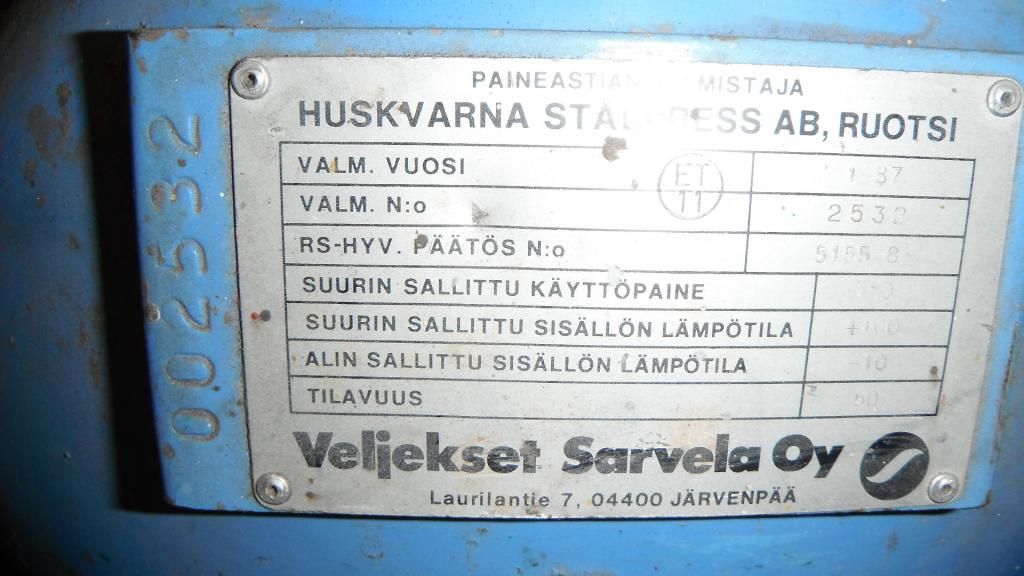 002532
HUSKVARNA AB, RUOTSI
VALM. VUOSI
ET
11
VALM. N:o 2532
RS-HYV. PÄÄTÖS N:o
SUURIN SALLITTU KÄYTTÖPAINE
SUURIN SALLITTU SISÄLLÖN LÄMPÖTILA +100
ALIN SALLITTU SISÄLLÖN LÄMPÖTILA -10
TILAVUUS
Veljekset Sarvela Oy
Laurilantie 7, 04400 JÄRVENPÄÄ